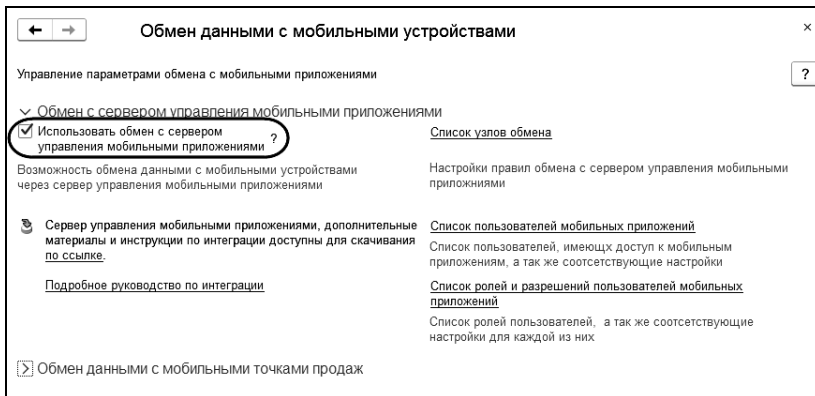 Обмен данными с мобильными устройствами
Управление параметрами обмена с мобильными приложениями
?
Обмен с сервером управления мобильными приложениями
Использовать обмен с сервером
управления мобильными приложениями ?
Возможность обмена данными с мобильными устройствами
через сервер управления мобильными приложениями
Список узлов обмена
Настройки правил обмена с сервером управления мобильными
приложниями
Сервер управления мобильными приложениями, дополнительные
материалы и инструкции по интеграции доступны для скачивания
по ссылке.
Подробное руководство по интеграции
Список пользователей мобильных приложений
Список пользователей, имеющх доступ к мобильным
приложениям, а так же соотсетствующие настройки
Список ролей и разрешений пользователей мобильных
приложений
Список ролей пользователей, а так же соотсетствующие
настройки для каждой из них
Обмен данными с мобильными точками продаж